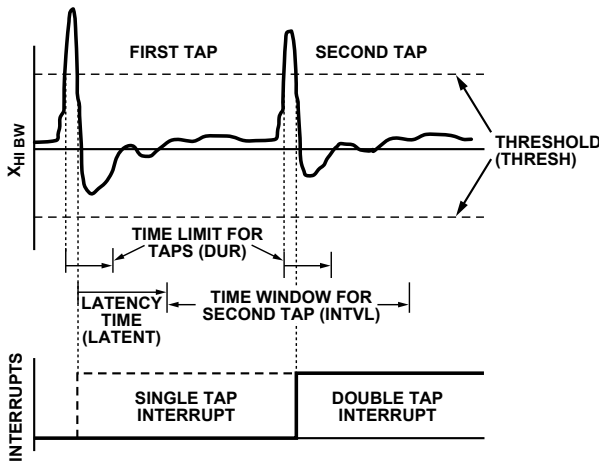 FIRST TAP
SECOND TAP
X HI BW
THRESHOLD
(THRESH)
TIME LIMIT FOR
TAPS (DUR)
LATENCY
TIME
(LATENT)
TIME WINDOW FOR
SECOND TAP (INTVL)
INTERRUPTS
SINGLE TAP
INTERRUPT
DOUBLE TAP
INTERRUPT